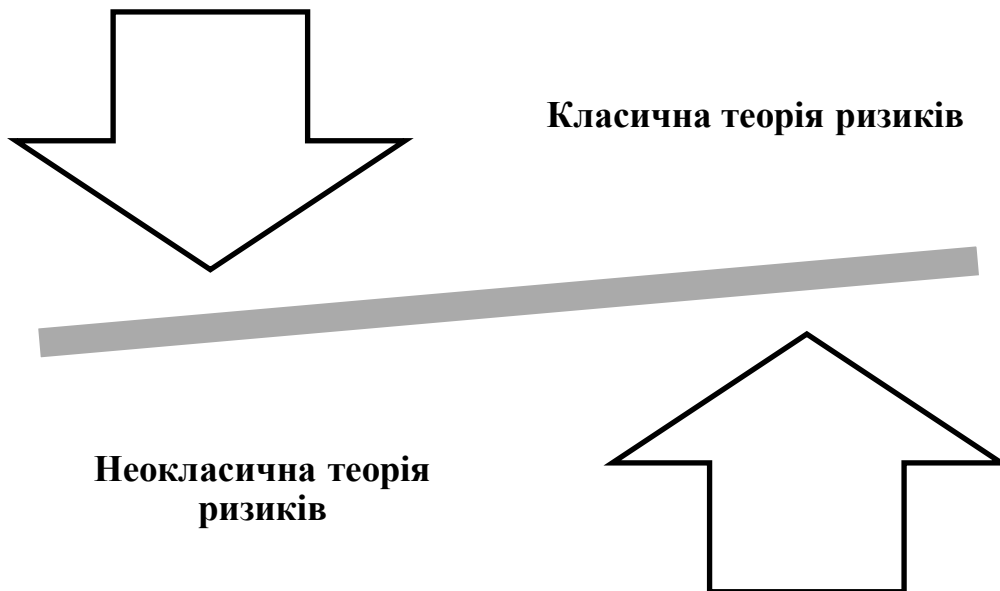 Класична теорія ризиків
Неокласична теорія
ризиків